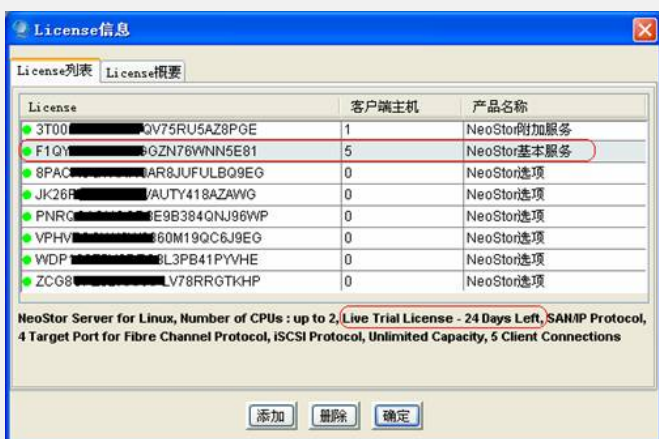 License信息
License列表 License概要
License 客户端主机 产品名称
3T00 QV75RU5AZ8PGE 1 NeoStor附加服务
F1QY 9GZN76WNN5E81 5 NeoStor基本服务
8PAC 0AR8JUFULBQ9EG 0 NeoStor选项
JK26 /AUTY418AZAWG 0 NeoStor选项
PNRQ E9B384QNJ96WP 0 NeoStor选项
VPHV 360M19QC6J9EG 0 NeoStor选项
WDP L3PB41PYVHE 0 NeoStor选项
ZCG8 LV78RRGTKHP 0 NeoStor选项
NeoStor Server for Linux, Number of CPUs : up to 2, Live Trial License - 24 Days Left, SAN/IP Protocol,
4 Target Port for Fibre Channel Protocol, iSCSI Protocol, Unlimited Capacity, 5 Client Connections
添加 删除 确定